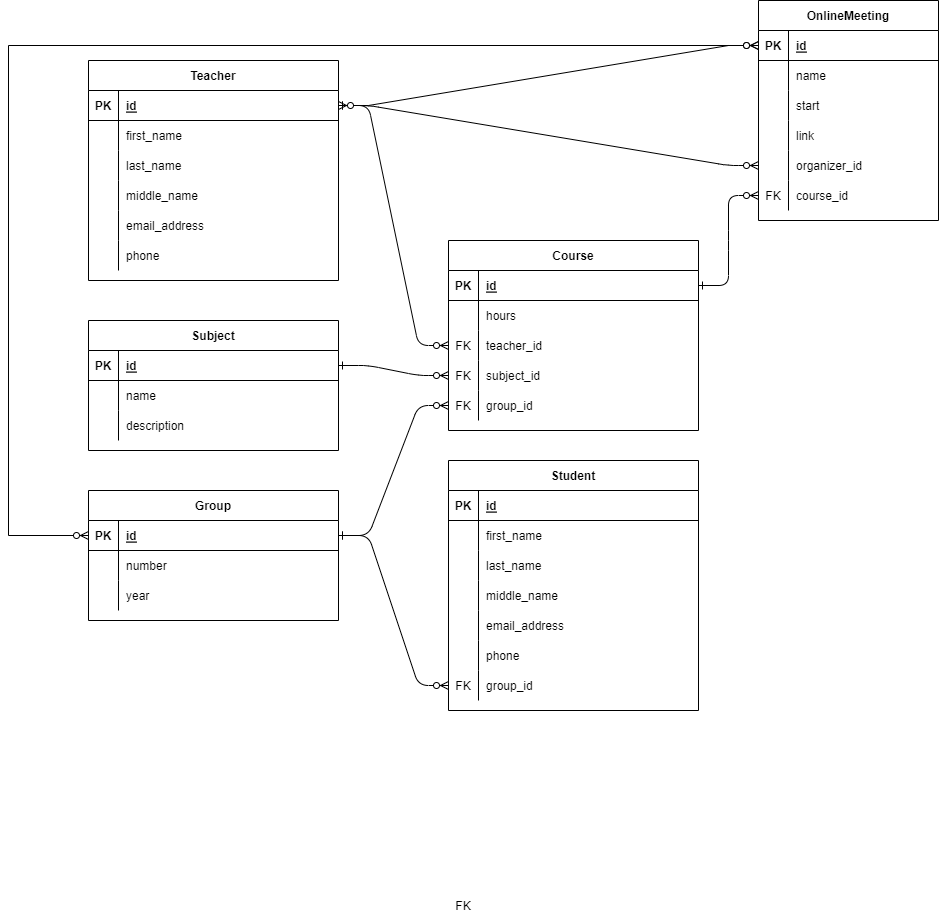 OnlineMeeting
PK id
name
start
link
organizer_id
FK course_id
Teacher
PK id
first_name
last_name
middle_name
email_address
phone
Course
PK id
hours
FK teacher_id
FK subject_id
FK group_id
Subject
PK id
name
description
Group
PK id
number
year
Student
PK id
first_name
last_name
middle_name
email_address
phone
FK group_id
FK